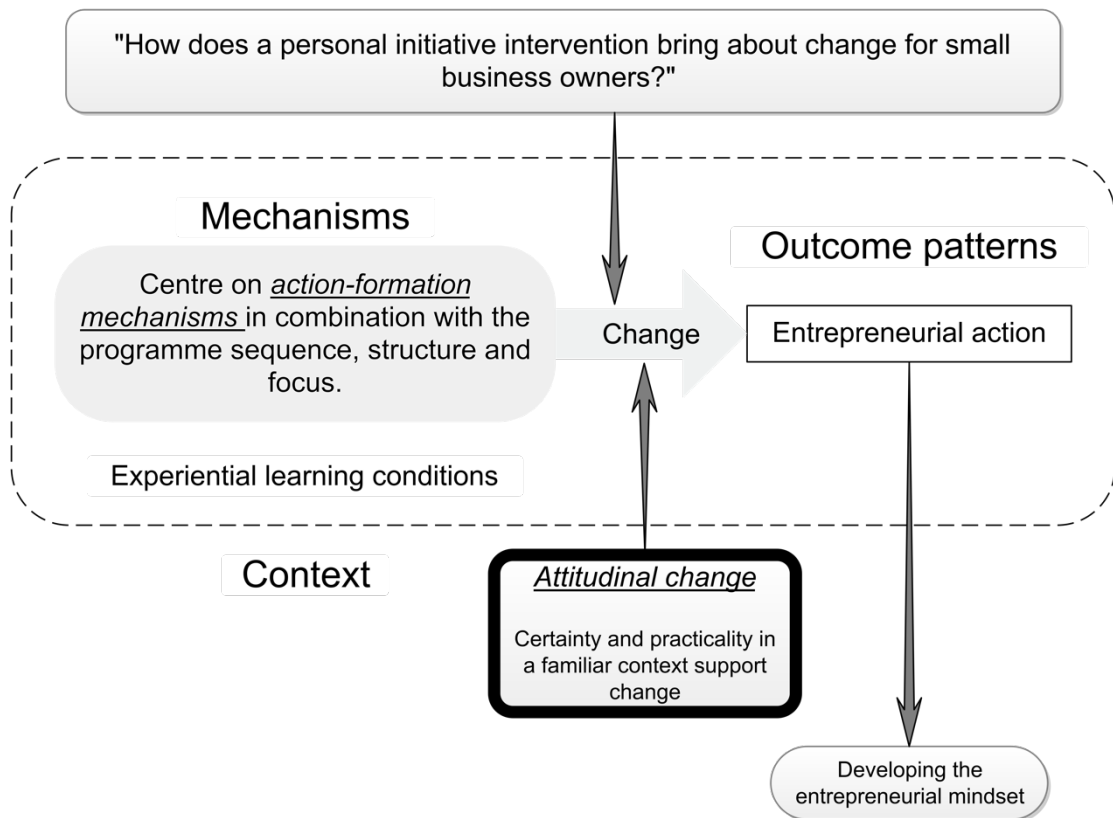 "How does a personal initiative intervention bring about change for small
business owners?"
Mechanisms
Centre on action-formation
mechanisms in combination with the
programme sequence, structure and
focus.
Change
Outcome patterns
Entrepreneurial action
Experiential learning conditions
Context
Attitudinal change
Certainty and practicality in
a familiar context support
change
Developing the
entrepreneurial mindset